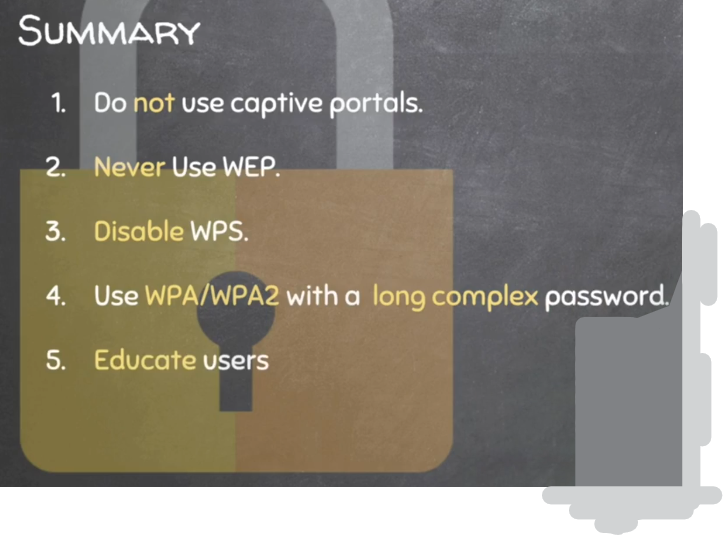 SUMMARY
1. Do not use captive portals.
2. Never Use WEP.
3. Disable WPS.
4. Use WPA/WPA2 with a long complex password.
5. Educate users